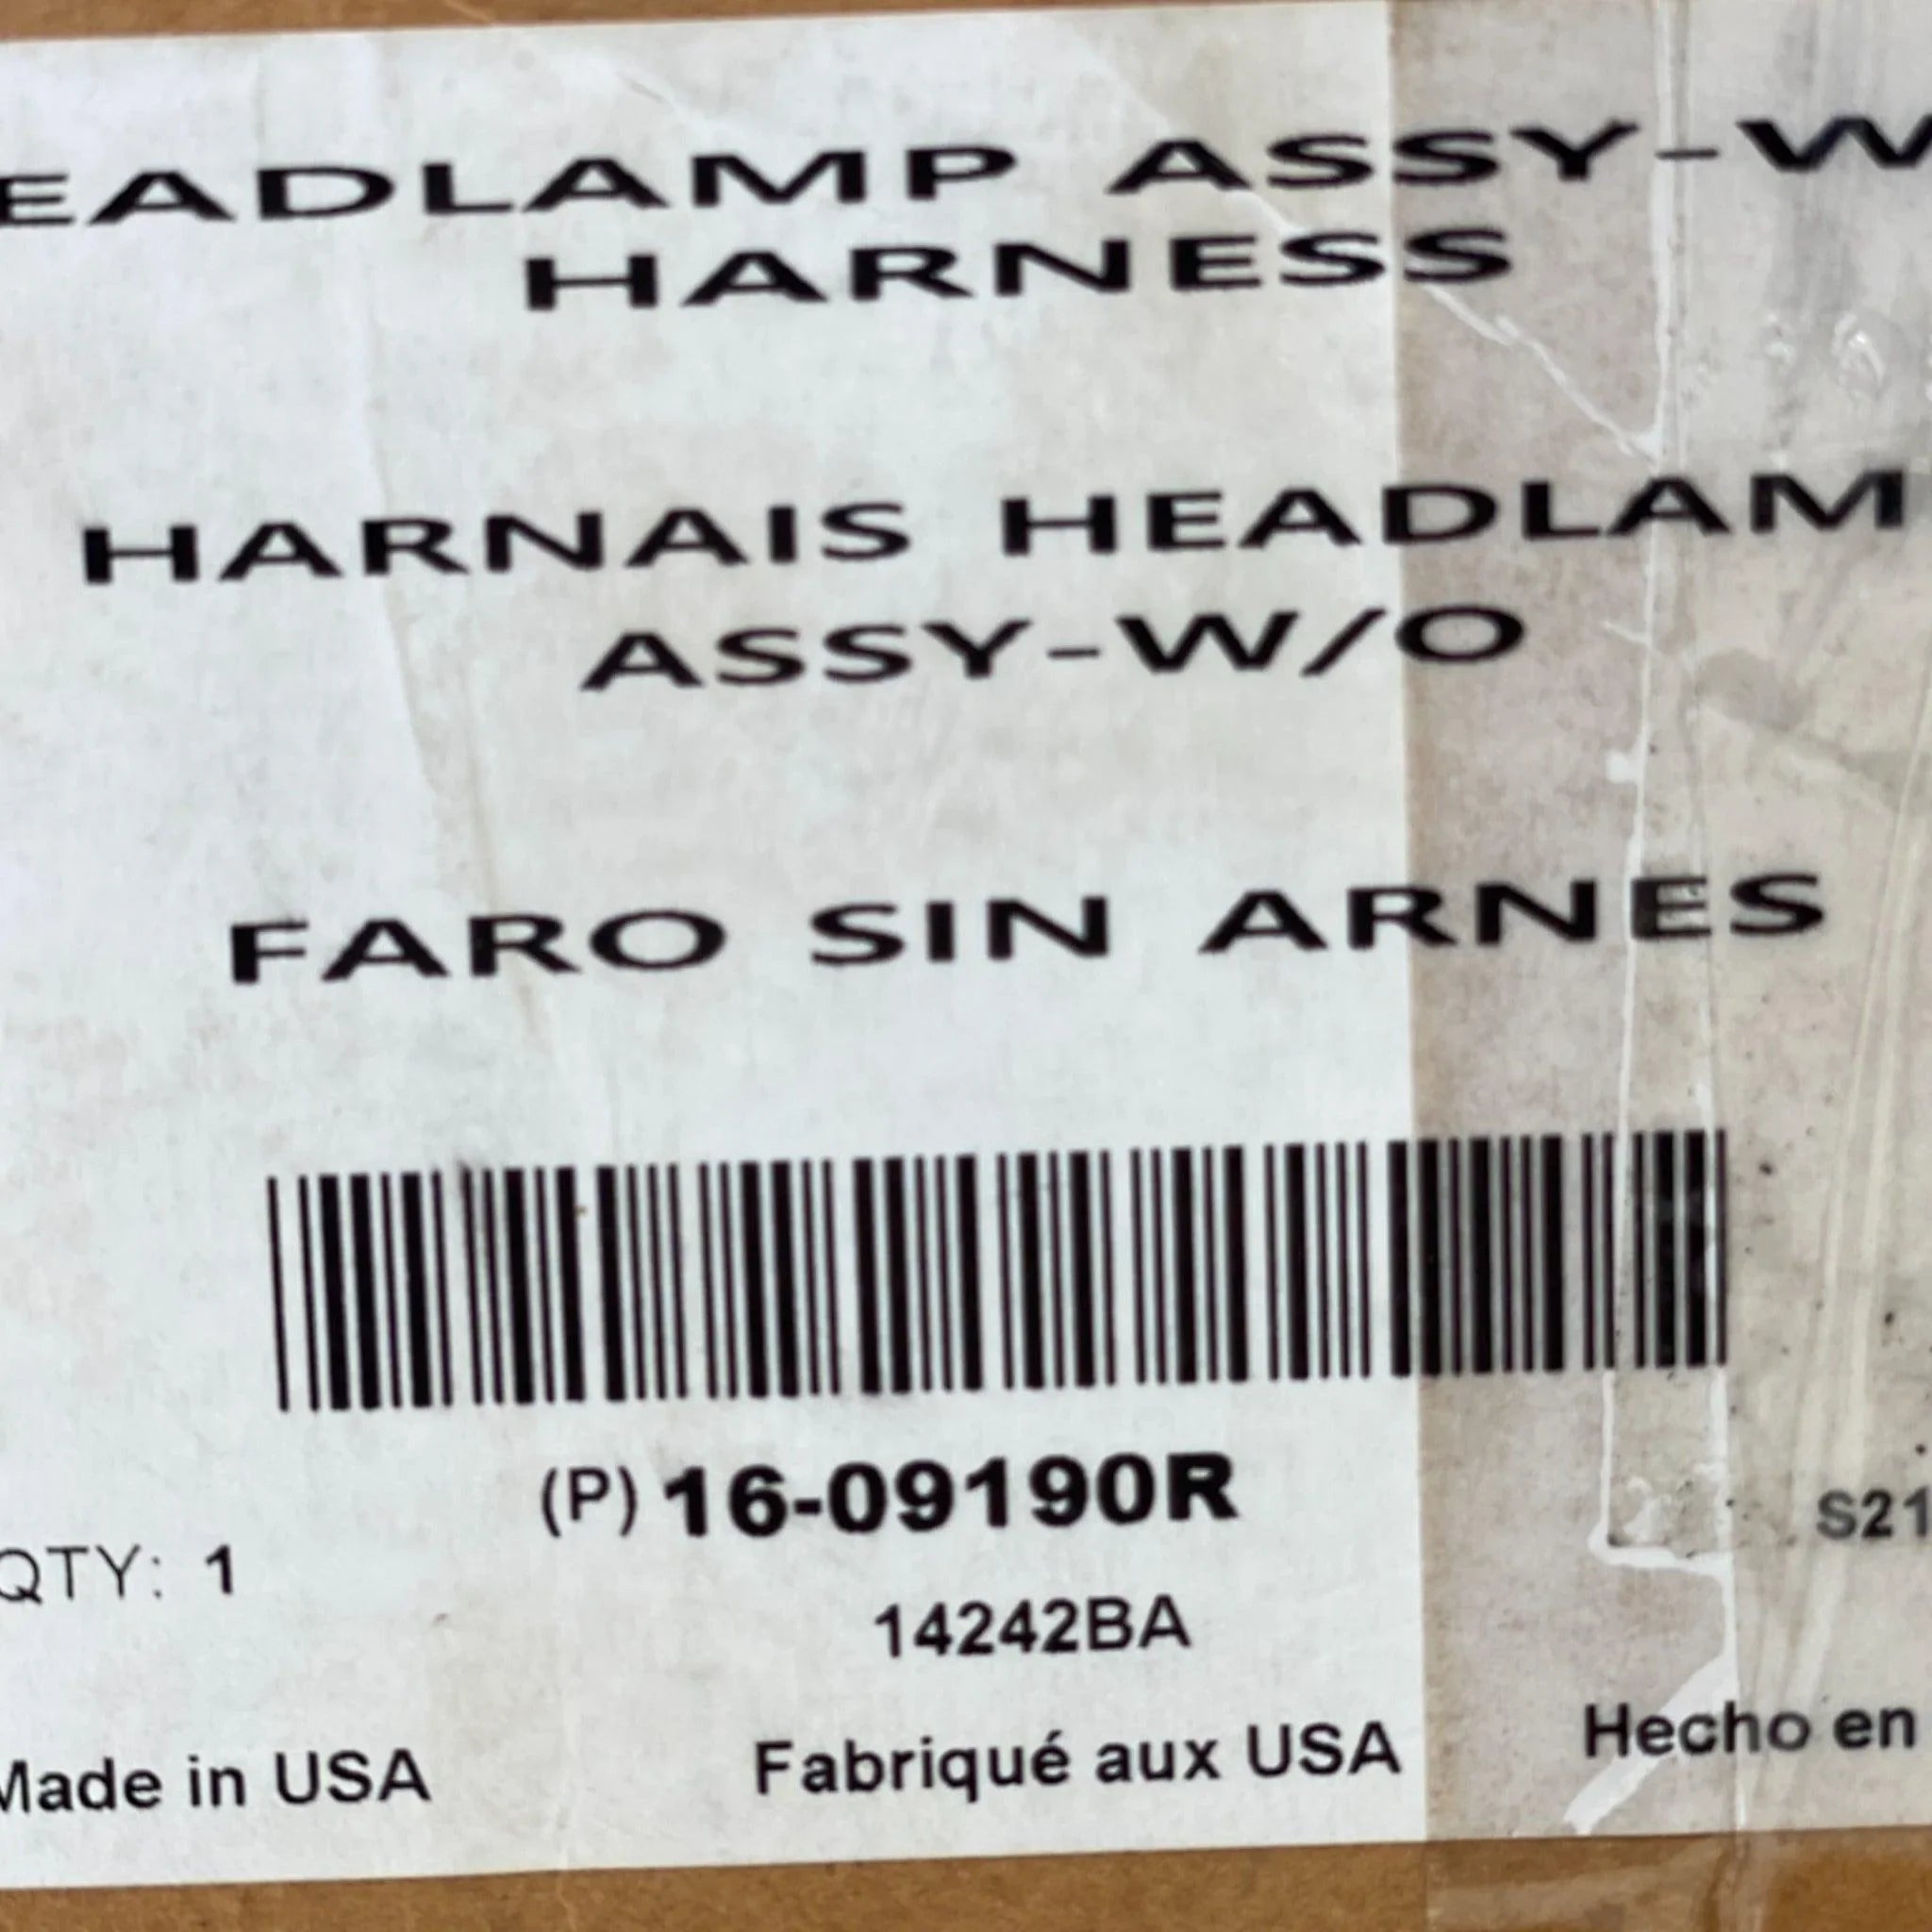 EADLAMP ASSY-W
HARNESS
HARNAIS HEADLAM
ASSY-W/O
FARO SIN ARNES
(P) 16-09190R
S21
QTY: 1
14242BA
Made in USA Fabriqué aux USA Hecho en